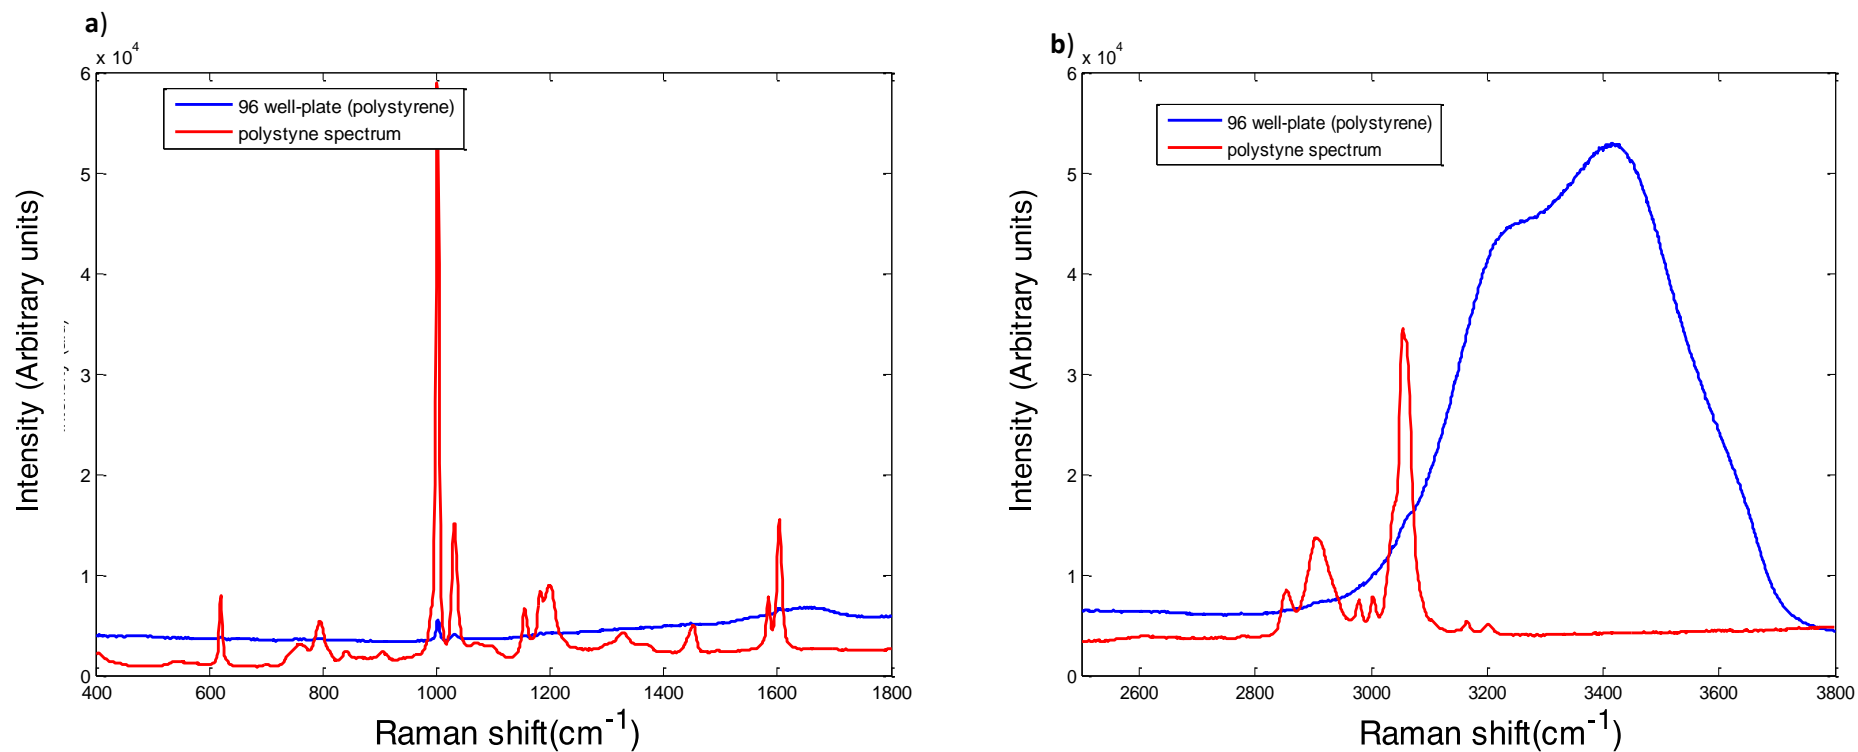 a)
x 10^4
6
5
4
3
2
1
0
Intensity (Arbitrary units)
96 well-plate (polystyrene)
polystyne spectrum
400 600 800 1000 1200 1400 1600 1800
Raman shift(cm^-1)
b)
x 10^4
6
5
4
3
2
1
0
Intensity (Arbitrary units)
96 well-plate (polystyrene)
polystyne spectrum
2600 2800 3000 3200 3400 3600 3800
Raman shift(cm^-1)